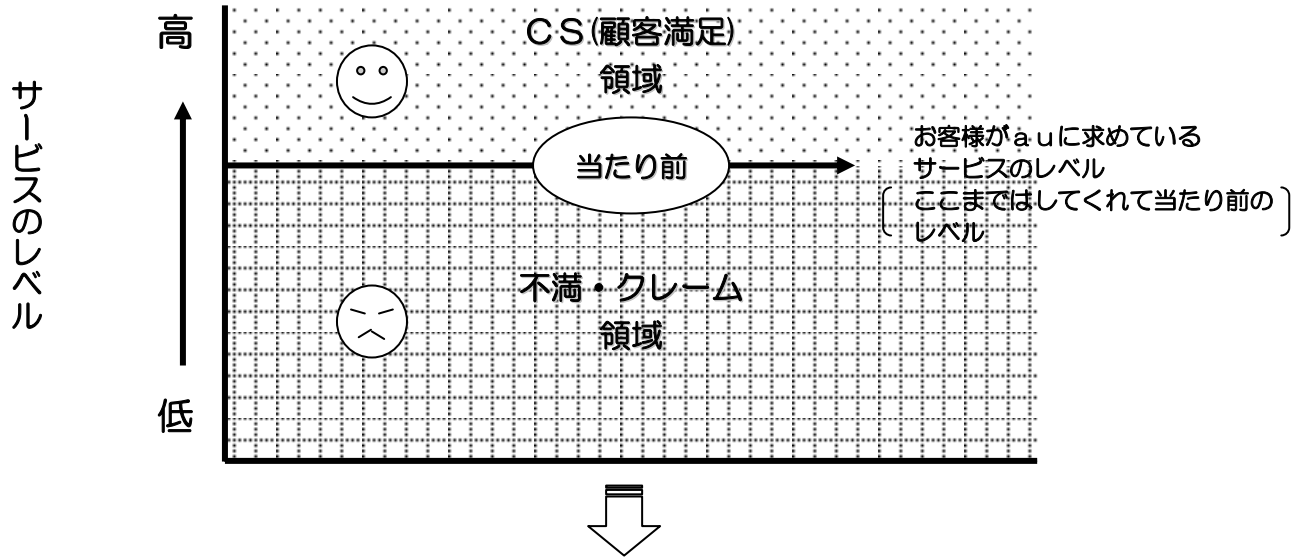 サービスのレベル
高
低
ＣＳ(顧客満足)
領域
当たり前
不満・クレーム
領域
お客様がａｕに求めている
サービスのレベル
ここまではしてくれて当たり前の
レベル